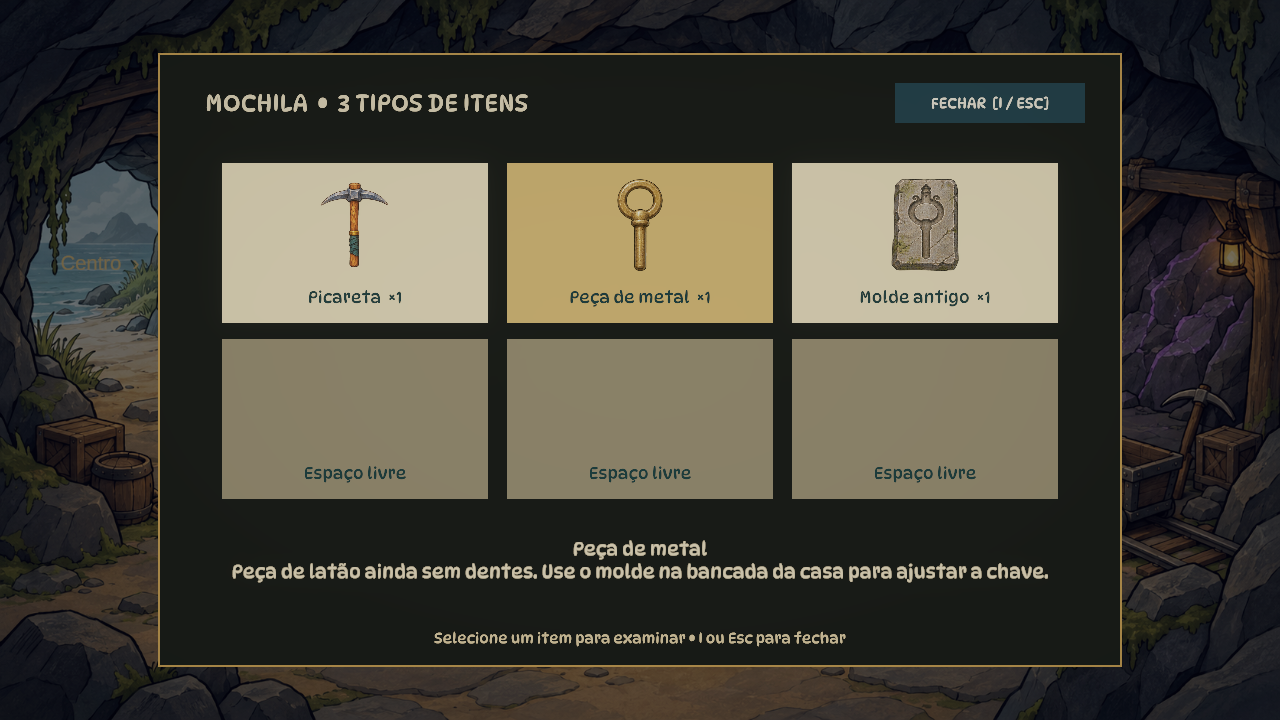 MOCHILA • 3 TIPOS DE ITENS
FECHAR [I / ESC]
Centro
Picareta ×1
Peça de metal ×1
Molde antigo ×1
Espaço livre
Espaço livre
Espaço livre
Peça de metal
Peça de latão ainda sem dentes. Use o molde na bancada da casa para ajustar a chave.
Selecione um item para examinar • I ou Esc para fechar